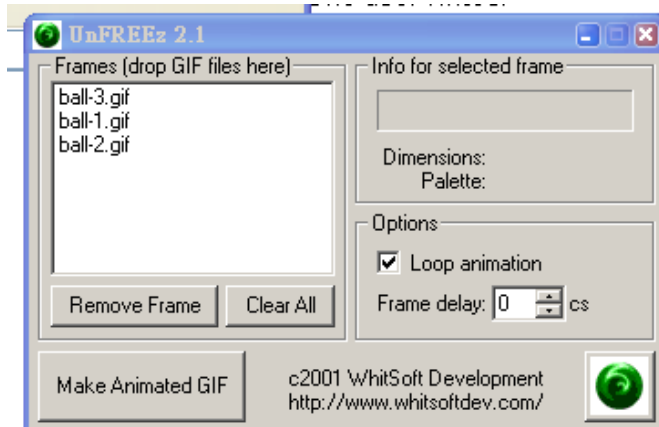 UnFREEz 2.1
Frames (drop GIF files here)
ball-3.gif
ball-1.gif
ball-2.gif
Remove Frame
Clear All
Info for selected frame
Dimensions:
Palette:
Options
Loop animation
Frame delay: 0 cs
Make Animated GIF
c2001 WhitSoft Development
http://www.whitsoftdev.com/